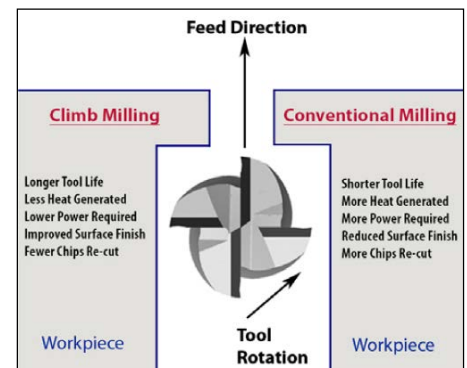 Feed Direction
Climb Milling
Longer Tool Life
Less Heat Generated
Lower Power Required
Improved Surface Finish
Fewer Chips Re-cut
Workpiece
Conventional Milling
Shorter Tool Life
More Heat Generated
More Power Required
Reduced Surface Finish
More Chips Re-cut
Workpiece
Tool
Rotation